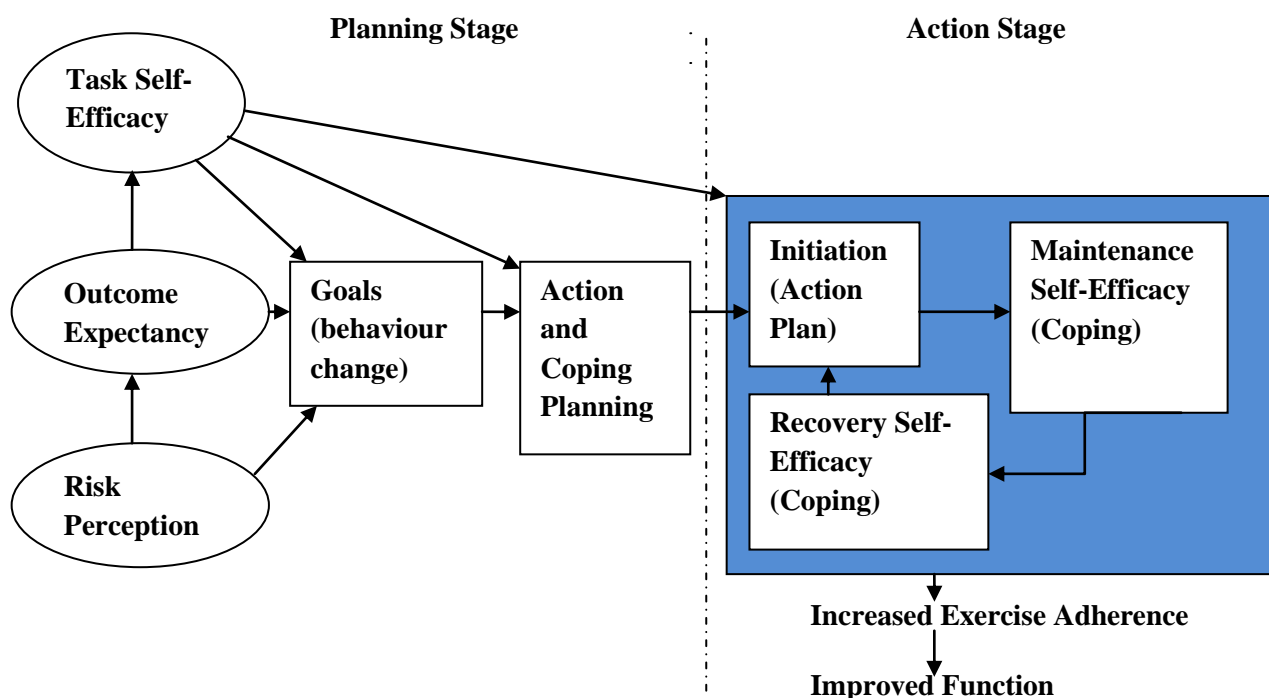 Planning Stage
Action Stage
Task Self-
Efficacy
Outcome
Expectancy
Risk
Perception
Goals
(behaviour
change)
Action
and
Coping
Planning
Initiation
(Action
Plan)
Maintenance
Self-Efficacy
(Coping)
Recovery Self-
Efficacy
(Coping)
Increased Exercise Adherence
Improved Function